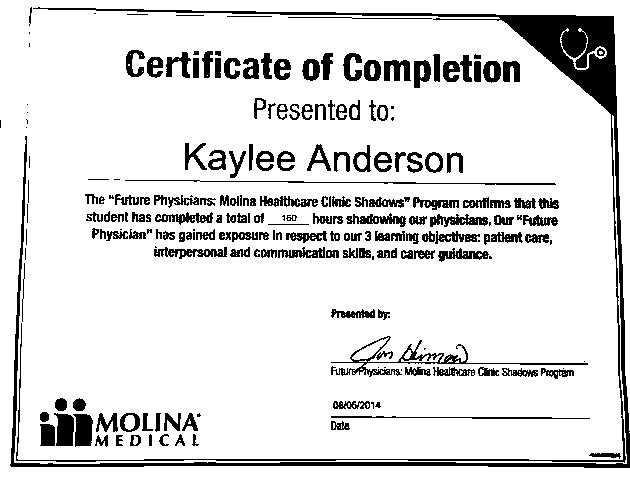 Certificate of Completion
Presented to:
Kaylee Anderson
The "Future Physicians: Molina Healthcare Clinic Shadows" Program confirms that this
student has completed a total of 160 hours shadowing our physicians. Our "Future
Physician" has gained exposure in respect to our 3 learning objectives: patient care,
interpersonal and communication skills, and career guidance.
Presented by:
Future Physicians: Molina Healthcare Clinic Shadows Program
08/06/2014
Date
MOLINA
MEDICAL